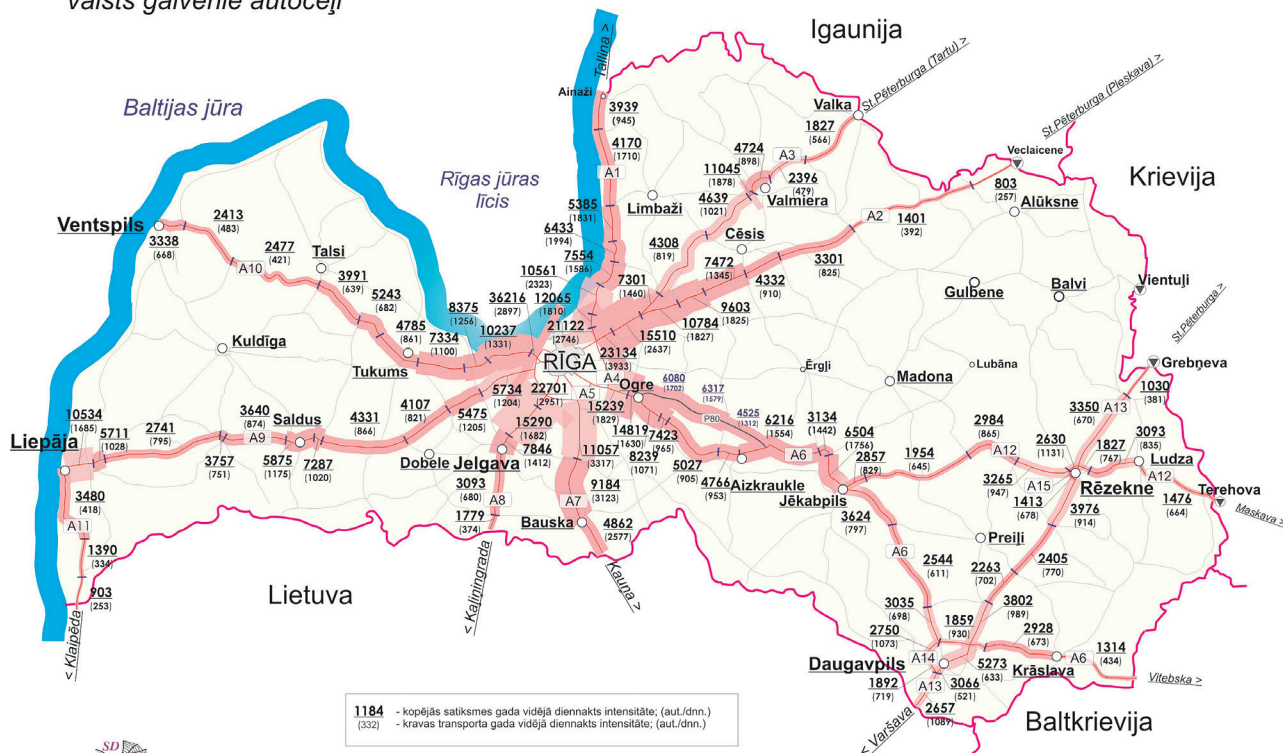 valsts galvenie autoceļi
Igaunija
Tallina >
St.Pēterburga (Tartu) >
St.Pēterburga (Pleskava) >
Ainaži
3939
(945)
Valka
1827
(566)
Baltijas jūra
4170
(1710)
A1
4724
(898)
A3
11045
(1878)
2396
(479)
Valmiera
Veclaicene
803
(257)
Krievija
Rīgas jūras
līcis
Limbaži
4639
(1021)
A2
1401
(392)
Alūksne
5385
(1831)
6433
(1994)
7554
(1586)
4308
(819)
Cēsis
7472
(1345)
3301
(825)
Ventspils
2413
(483)
3338
(668)
2477
(421)
A10
Talsi
3991
(639)
5243
(682)
4785
(861)
7334
(1100)
Tukums
8375
(1256)
10237
(1331)
36216
(2897)
10561
(2323)
12065
(1810)
21122
(2746)
7301
(1460)
4332
(910)
9603
(1825)
10784
(1827)
15510
(2637)
Gulbene
Balvi
Vientuļi
St.Pēterburga >
Kuldīga
RĪGA
23134
(3933)
A4
A5
Ogre
6080
(1702)
6317
(1579)
P80
4525
(1312)
Ērgļi
Madona
Lubāna
Grebņeva
1030
(381)
A13
3350
(670)
10534
(1685)
Liepāja
5711
(1028)
2741
(795)
3640
(874)
A9
Saldus
3757
(751)
5875
(1175)
7287
(1020)
4331
(866)
4107
(821)
5475
(1205)
5734
(1204)
22701
(2951)
15290
(1682)
7846
(1412)
Dobele
Jelgava
15239
(1829)
14819
(1630)
7423
(965)
8239
(1071)
11057
(3317)
5027
(905)
4766
(953)
Aizkraukle
6216
(1554)
A6
3134
(1442)
6504
(1756)
2857
(829)
Jēkabpils
1954
(645)
2984
(865)
A12
2630
(1131)
3265
(947)
A15
1413
(678)
Rēzekne
1827
(767)
3093
(835)
Ludza
A12
1476
(664)
Terehova
Maskava >
3480
(418)
A11
1390
(334)
903
(253)
< Klaipēda
3093
(680)
A8
1779
(374)
< Kaļiņingrada
A7
9184
(3123)
Bauska
4862
(2577)
Kauņa >
Lietuva
3624
(797)
A6
2544
(611)
Preiļi
3976
(914)
2405
(770)
2263
(702)
3802
(989)
3035
(698)
1859
(930)
2928
(673)
2750
(1073)
Daugavpils
A14
5273
(633)
Krāslava
A6
1314
(434)
Vitebska >
1892
(719)
A13
3066
(521)
2657
(1089)
< Varšava
Baltkrievija
1184 - kopējās satiksmes gada vidējā diennakts intensitāte; (aut./dnn.)
(332) - kravas transporta gada vidējā diennakts intensitāte; (aut./dnn.)
SD